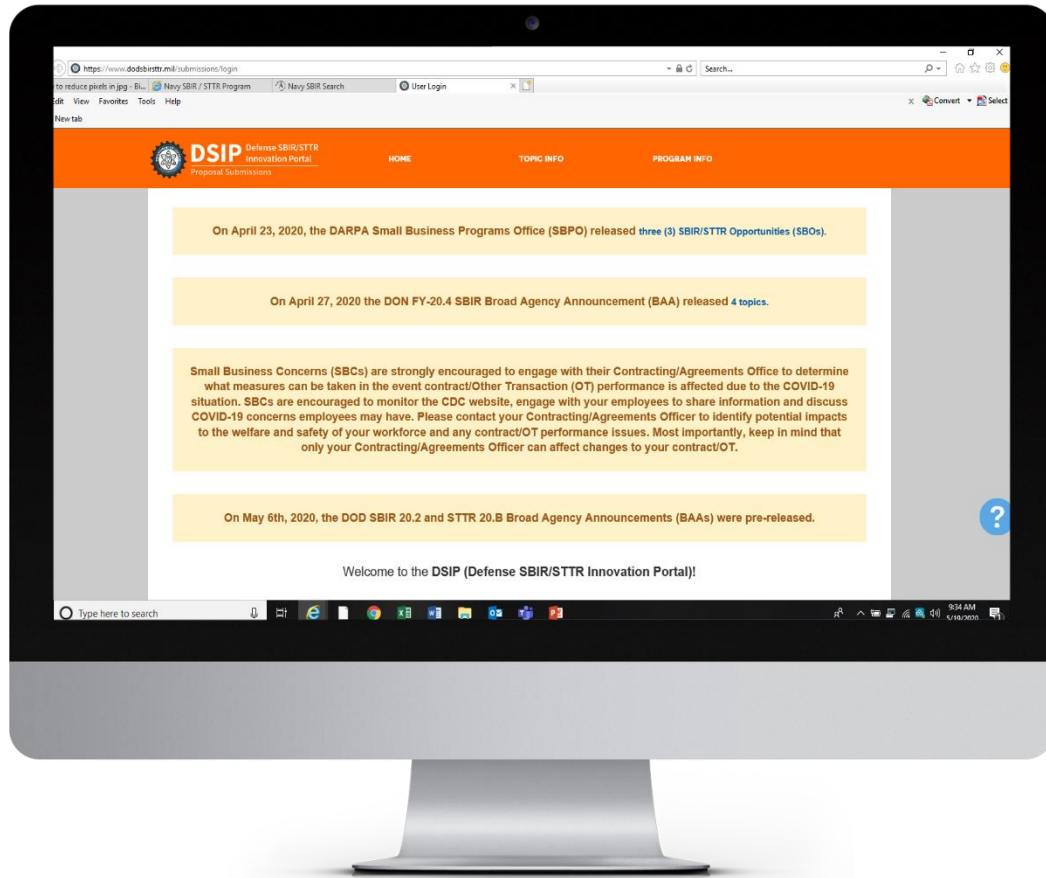 https://www.dodsbirsttr.mil/submissions/login
Search...
to reduce pixels in jpg - Bi...
Navy SBIR / STTR Program
Navy SBIR Search
User Login
Edit View Favorites Tools Help
x Convert Select
New tab
DSIP Defense SBIR/STTR
Innovation Portal
Proposal Submissions
HOME
TOPIC INFO
PROGRAM INFO
On April 23, 2020, the DARPA Small Business Programs Office (SBPO) released three (3) SBIR/STTR Opportunities (SBOs).
On April 27, 2020 the DON FY-20.4 SBIR Broad Agency Announcement (BAA) released 4 topics.
Small Business Concerns (SBCs) are strongly encouraged to engage with their Contracting/Agreements Office to determine
what measures can be taken in the event contract/Other Transaction (OT) performance is affected due to the COVID-19
situation. SBCs are encouraged to monitor the CDC website, engage with your employees to share information and discuss
COVID-19 concerns employees may have. Please contact your Contracting/Agreements Officer to identify potential impacts
to the welfare and safety of your workforce and any contract/OT performance issues. Most importantly, keep in mind that
only your Contracting/Agreements Officer can affect changes to your contract/OT.
On May 6th, 2020, the DOD SBIR 20.2 and STTR 20.B Broad Agency Announcements (BAAs) were pre-released.
?
Welcome to the DSIP (Defense SBIR/STTR Innovation Portal)!
Type here to search
9:34 AM
5/19/2020